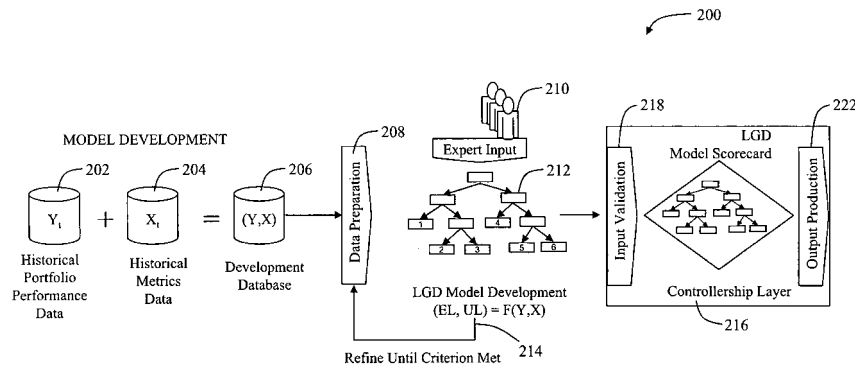 200
210
218
222
MODEL DEVELOPMENT
208
LGD
Expert Input
Model Scorecard
202
204
206
212
Data Preparation
Input Validation
Output Production
Y t
+
X t
=
(Y,X)
1
4
2
3
5
6
Historical
Portfolio
Performance
Data
Historical
Metrics
Data
Development
Database
LGD Model Development
(EL, UL) = F(Y,X)
Controllership Layer
214
216
Refine Until Criterion Met